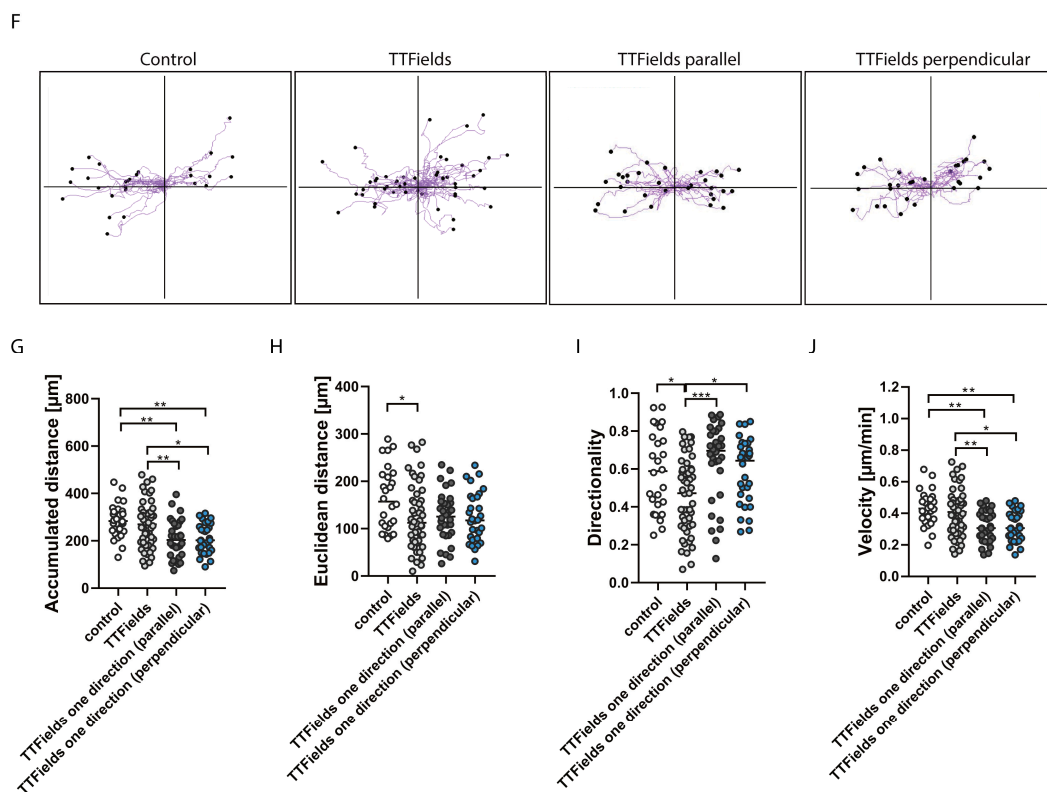 F
Control
TTFields
TTFields parallel
TTFields perpendicular
G
Accumulated distance [µm]
800
600
400
200
0
**
**
*
**
control
TTFields
TTFields one direction (parallel)
TTFields one direction (perpendicular)
H
Euclidean distance [µm]
400
300
200
100
0
*
control
TTFields
TTFields one direction (parallel)
TTFields one direction (perpendicular)
I
Directionality
1.0
0.8
0.6
0.4
0.2
0.0
*
*
***
control
TTFields
TTFields one direction (parallel)
TTFields one direction (perpendicular)
J
Velocity [µm/min]
1.2
1.0
0.8
0.6
0.4
0.2
0.0
**
**
*
**
control
TTFields
TTFields one direction (parallel)
TTFields one direction (perpendicular)